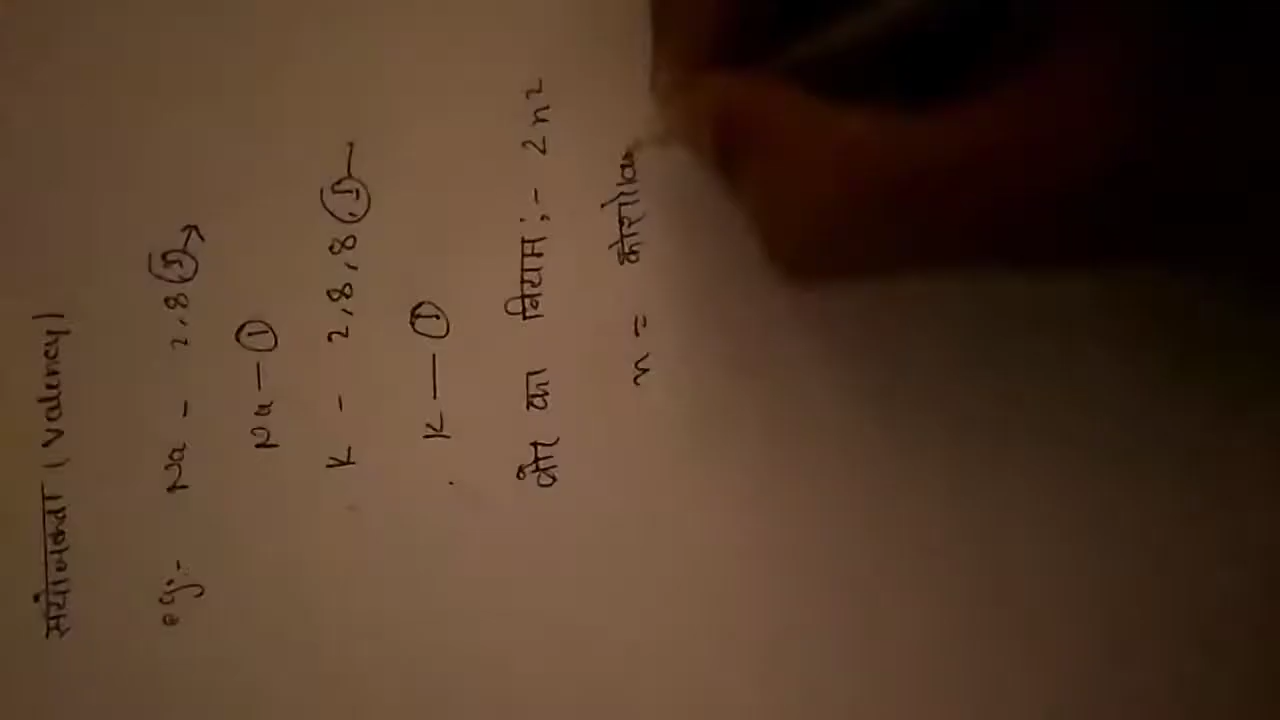 संयोजकता (Valency)
eg:- Na - 2,8(1)→
Na - (1)
K - 2,8,8(1)-
K - (1)
बोर का नियम :- 2n²
n =